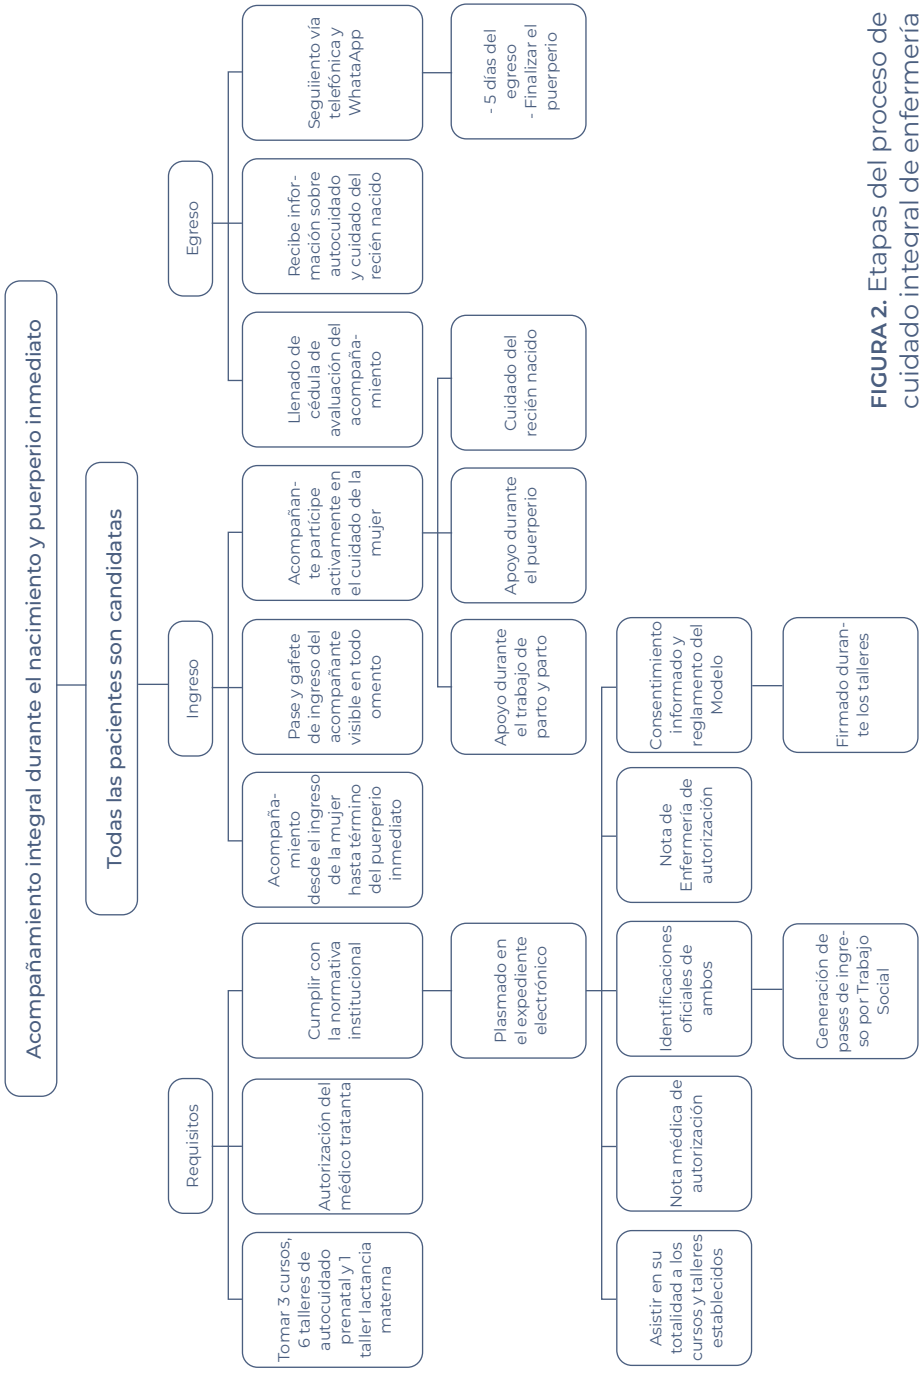 Acompañamiento integral durante el nacimiento y puerperio inmediato
Todas las pacientes son candidatas
Requisitos
Ingreso
Egreso
Tomar 3 cursos,
6 talleres de
autocuidado
prenatal y 1
taller lactancia
materna
Autorización del
médico tratanta
Cumplir con
la normativa
institucional
Acompaña-
miento
desde el ingreso
de la mujer
hasta término
del puerperio
inmediato
Pase y gafete
de ingreso del
acompañante
visible en todo
omento
Acompañan-
te partícipe
activamente en
el cuidado de la
mujer
Llenado de
cédula de
avaluación del
acompaña-
miento
Recibe infor-
mación sobre
autocuidado
y cuidado del
recién nacido
Seguiiento vía
telefónica y
WhataApp
Plasmado en
el expediente
electrónico
Apoyo durante
el trabajo de
parto y parto
Apoyo durante
el puerperio
Cuidado del
recién nacido
- 5 días del
egreso
- Finalizar el
puerperio
Asistir en su
totalidad a los
cursos y talleres
establecidos
Nota médica de
autorización
Identificaciones
oficiales de
ambos
Nota de
Enfermería de
autorización
Consentimiento
informado y
reglamento del
Modelo
Generación de
pases de ingre-
so por Trabajo
Social
Firmado duran-
te los talleres
FIGURA 2. Etapas del proceso de
cuidado integral de enfermería